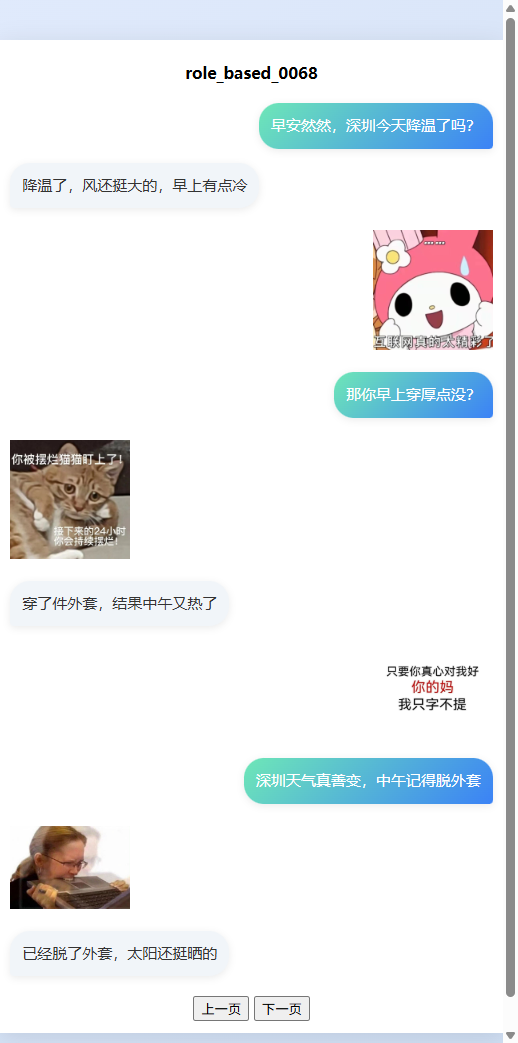 role_based_0068
早安然然，深圳今天降温了吗？
降温了，风还挺大的，早上有点冷
互联网真的太精彩了
那你早上穿厚点没？
你被摆烂猫猫盯上了！
接下来的24小时
你会持续摆烂！
穿了件外套，结果中午又热了
只要你真心对我好
你的妈
我只字不提
深圳天气真善变，中午记得脱外套
已经脱了外套，太阳还挺晒的
上一页 下一页